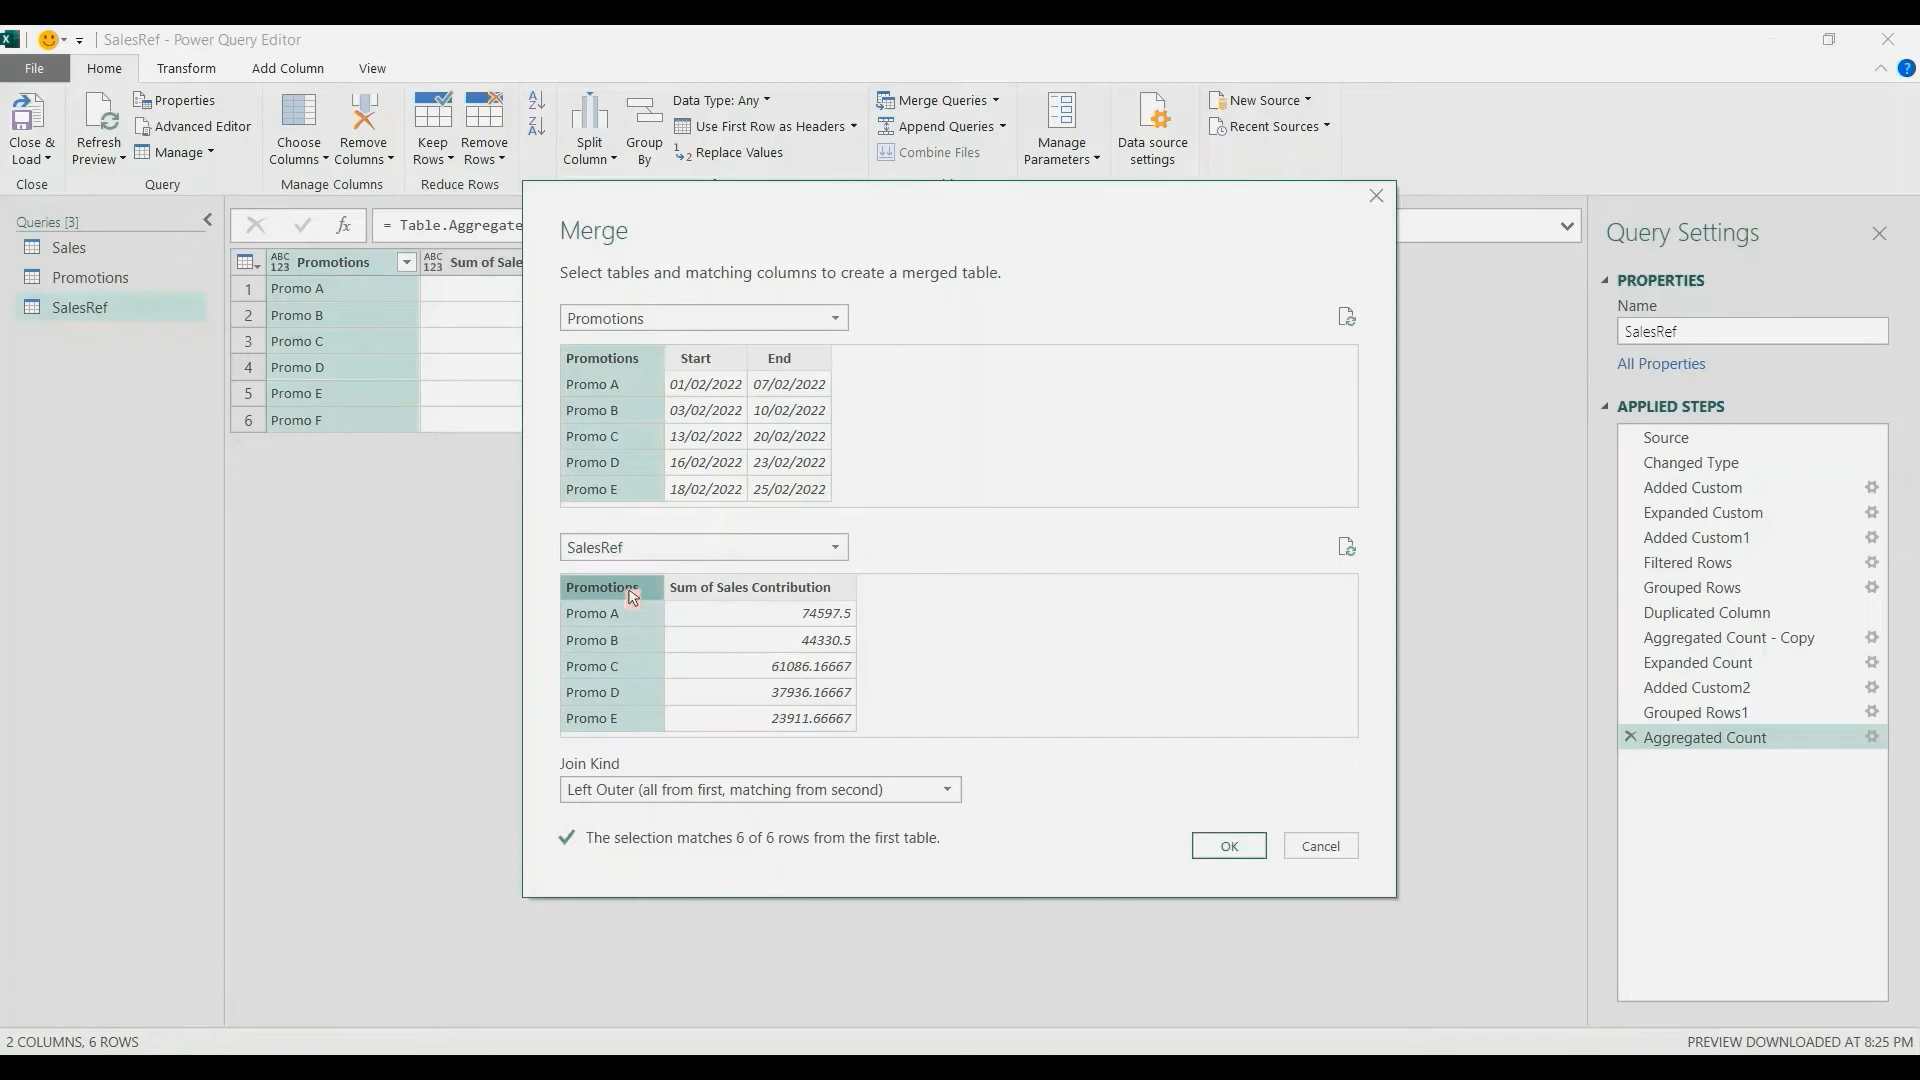 SalesRef - Power Query Editor
File
Home
Transform
Add Column
View
Close &
Load
Close
Refresh
Preview
Properties
Advanced Editor
Manage
Query
Choose
Columns
Remove
Columns
Manage Columns
Keep
Rows
Remove
Rows
Reduce Rows
A
Z
Z
A
Split
Column
Group
By
Data Type: Any
Use First Row as Headers
1
2
Replace Values
Merge Queries
Append Queries
Combine Files
Manage
Parameters
Data source
settings
New Source
Recent Sources
?
Queries [3]
Sales
Promotions
SalesRef
fx
= Table.Aggregate
ABC
123
Promotions
ABC
123
Sum of Sale
1 Promo A
2 Promo B
3 Promo C
4 Promo D
5 Promo E
6 Promo F
Merge
Select tables and matching columns to create a merged table.
Promotions
Promotions Start End
Promo A 01/02/2022 07/02/2022
Promo B 03/02/2022 10/02/2022
Promo C 13/02/2022 20/02/2022
Promo D 16/02/2022 23/02/2022
Promo E 18/02/2022 25/02/2022
SalesRef
Promotions Sum of Sales Contribution
Promo A 74597.5
Promo B 44330.5
Promo C 61086.16667
Promo D 37936.16667
Promo E 23911.66667
Join Kind
Left Outer (all from first, matching from second)
The selection matches 6 of 6 rows from the first table.
OK
Cancel
Query Settings
PROPERTIES
Name
SalesRef
All Properties
APPLIED STEPS
Source
Changed Type
Added Custom
Expanded Custom
Added Custom1
Filtered Rows
Grouped Rows
Duplicated Column
Aggregated Count - Copy
Expanded Count
Added Custom2
Grouped Rows1
Aggregated Count
2 COLUMNS, 6 ROWS
PREVIEW DOWNLOADED AT 8:25 PM